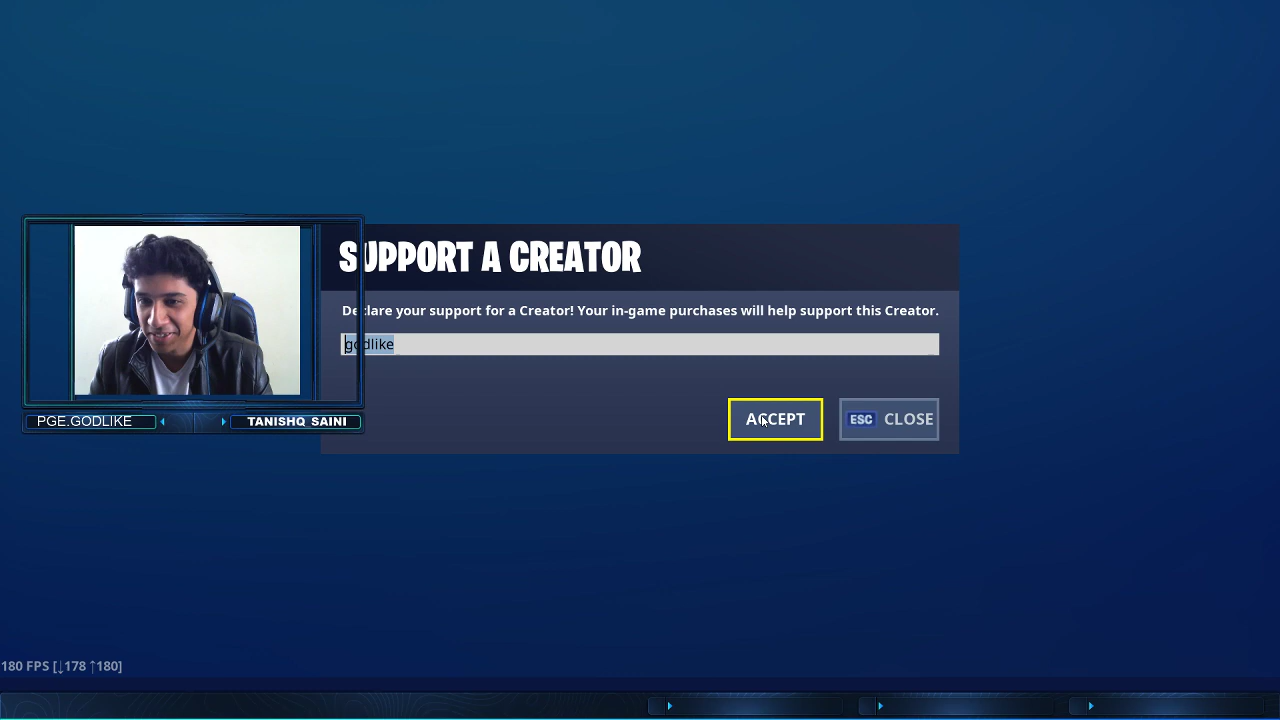 SUPPORT A CREATOR
Declare your support for a Creator! Your in-game purchases will help support this Creator.
godlike
ACCEPT
ESC CLOSE
PGE.GODLIKE
TANISHQ SAINI
180 FPS [↓178 ↑180]